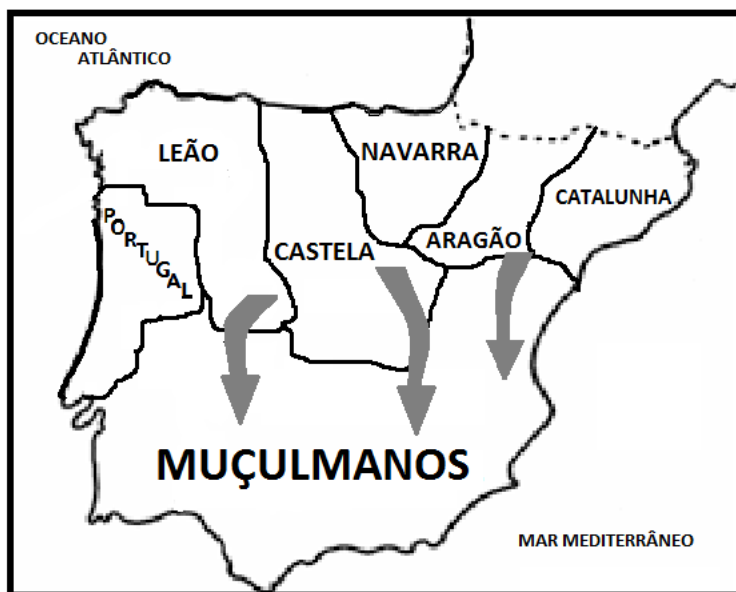 OCEANO
ATLÂNTICO
LEÃO
NAVARRA
CATALUNHA
PORTUGAL
CASTELA
ARAGÃO
MUÇULMANOS
MAR MEDITERRÂNEO